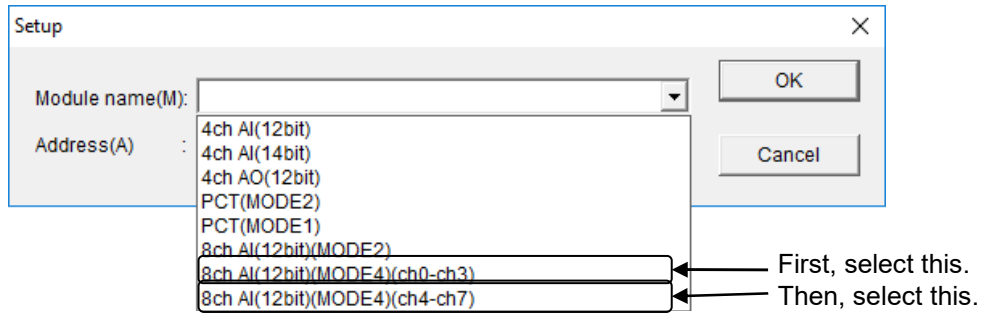 Setup
Module name(M):
OK
Address(A) :
Cancel
4ch AI(12bit)
4ch AI(14bit)
4ch AO(12bit)
PCT(MODE2)
PCT(MODE1)
8ch AI(12bit)(MODE2)
8ch AI(12bit)(MODE4)(ch0-ch3)
First, select this.
8ch AI(12bit)(MODE4)(ch4-ch7)
Then, select this.